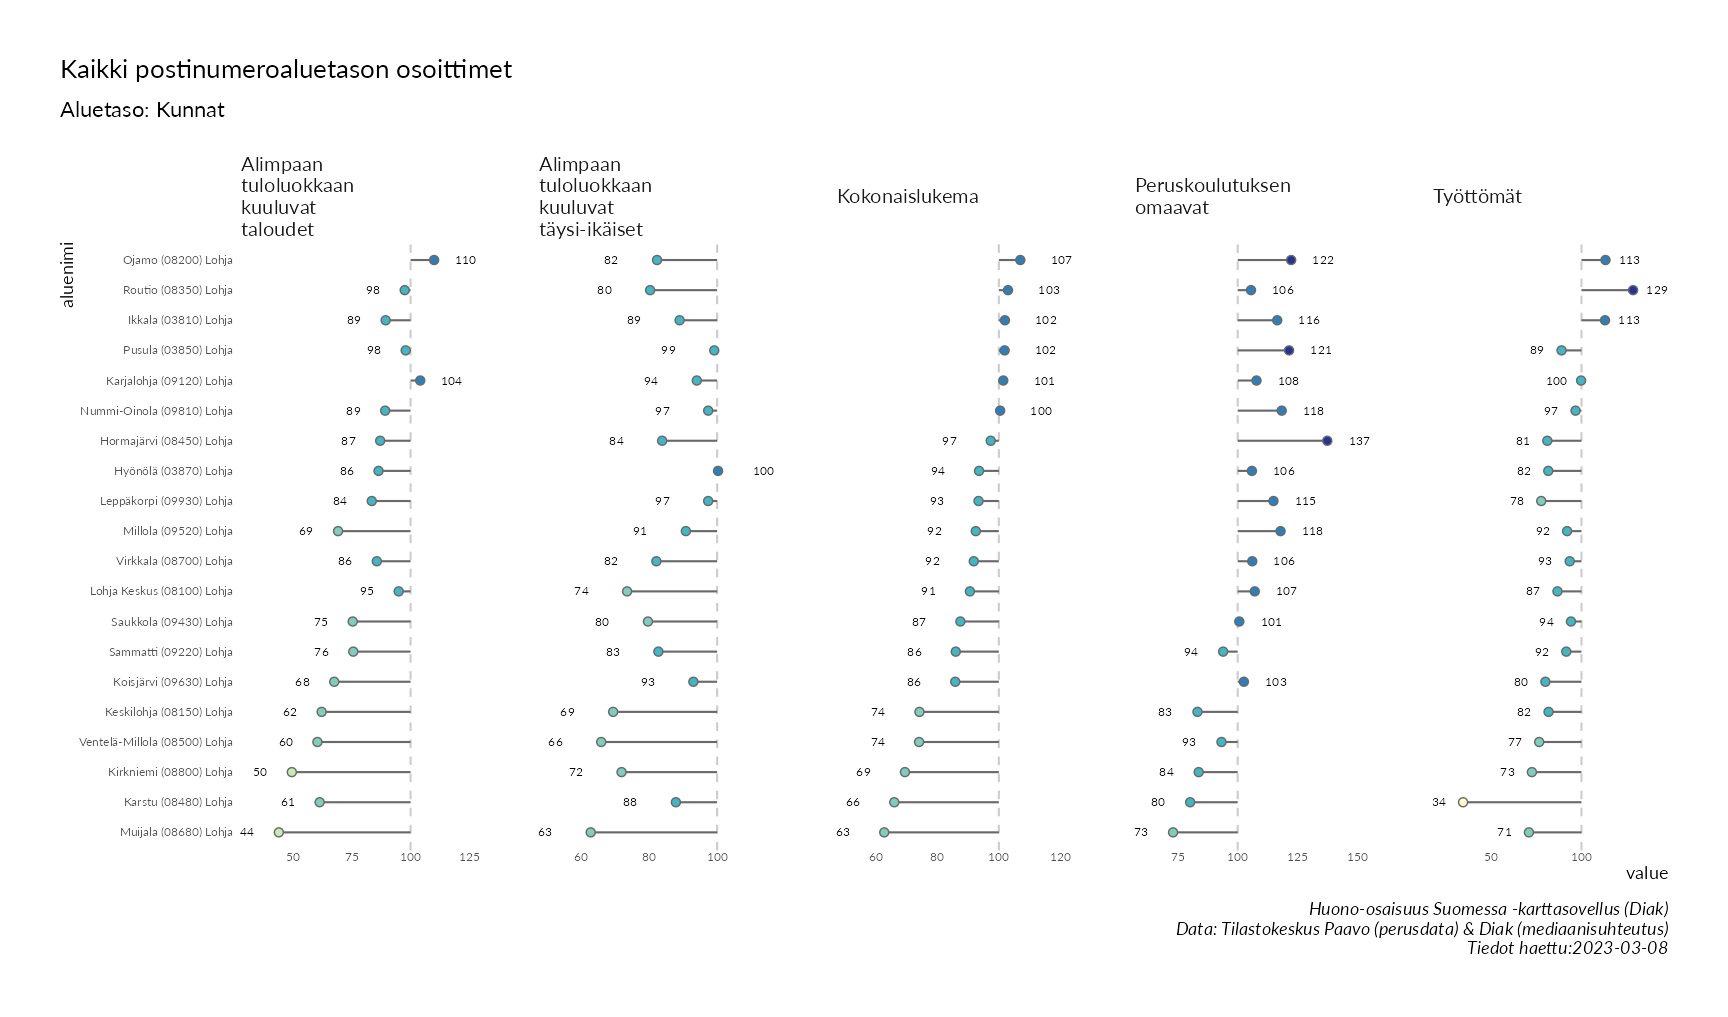 Kaikki postinumeroaluetason osoittimet
Aluetaso: Kunnat
Alimpaan
tuloluokkaan
kuuluvat
taloudet
Alimpaan
tuloluokkaan
kuuluvat
täysi-ikäiset
Kokonaislukema
Peruskoulutuksen
omaavat
Työttömät
aluenimi
Ojamo (08200) Lohja 110 82 107 122 113
Routio (08350) Lohja 98 80 103 106 129
Ikkala (03810) Lohja 89 89 102 116 113
Pusula (03850) Lohja 98 99 102 121 89
Karjalohja (09120) Lohja 104 94 101 108 100
Nummi-Oinola (09810) Lohja 89 97 100 118 97
Hormajärvi (08450) Lohja 87 84 97 137 81
Hyönölä (03870) Lohja 86 100 94 106 82
Leppäkorpi (09930) Lohja 84 97 93 115 78
Millola (09520) Lohja 69 91 92 118 92
Virkkala (08700) Lohja 86 82 92 106 93
Lohja Keskus (08100) Lohja 95 74 91 107 87
Saukkola (09430) Lohja 75 80 87 101 94
Sammatti (09220) Lohja 76 83 86 94 92
Koisjärvi (09630) Lohja 68 93 86 103 80
Keskilohja (08150) Lohja 62 69 74 83 82
Ventelä-Millola (08500) Lohja 60 66 74 93 77
Kirkniemi (08800) Lohja 50 72 69 84 73
Karstu (08480) Lohja 61 88 66 80 34
Muijala (08680) Lohja 44 63 63 73 71
50 75 100 125 60 80 100 60 80 100 120 75 100 125 150 50 100
value
Huono-osaisuus Suomessa -karttasovellus (Diak)
Data: Tilastokeskus Paavo (perusdata) & Diak (mediaanisuhteutus)
Tiedot haettu:2023-03-08